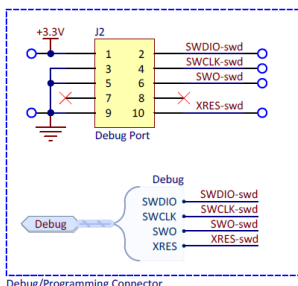 +3.3V J2
1 2 SWDIO-swd
3 4 SWCLK-swd
5 6 SWO-swd
7 8
9 10 XRES-swd
Debug Port
Debug
SWDIO SWDIO-swd
SWCLK SWCLK-swd
Debug SWO SWO-swd
XRES XRES-swd
Debug/Programming Connector